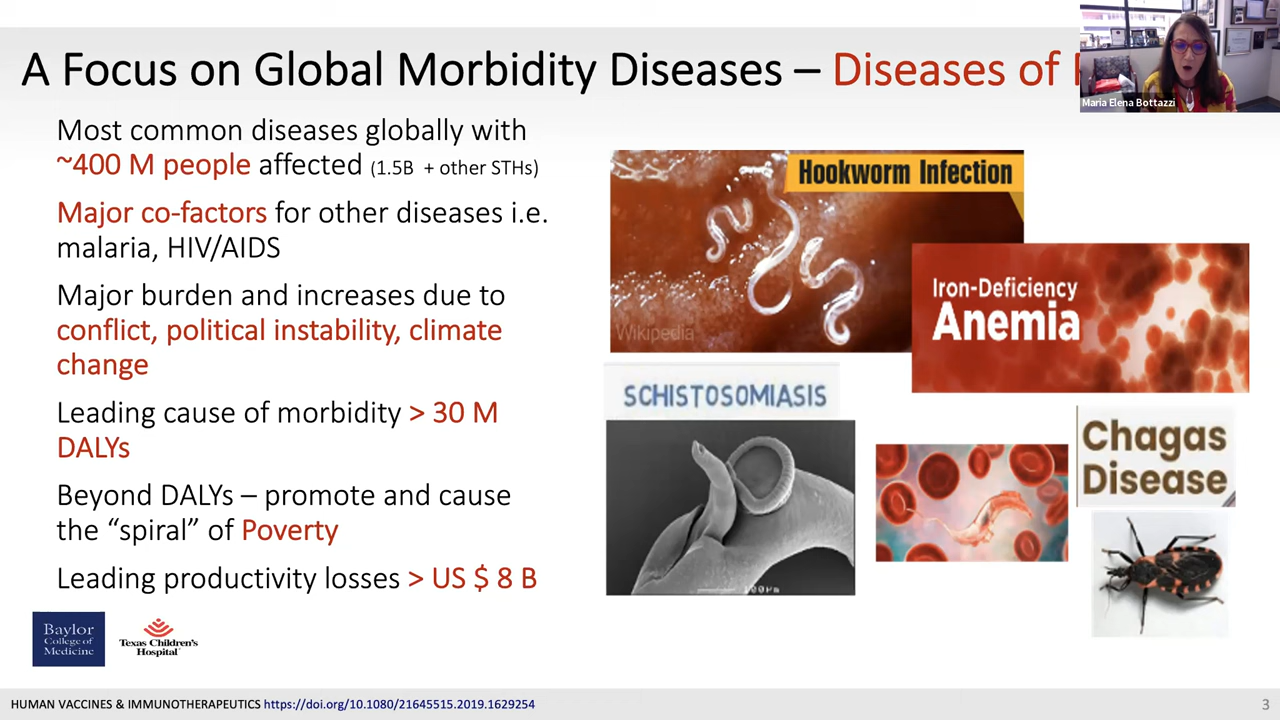 A Focus on Global Morbidity Diseases – Diseases of
Maria Elena Bottazzi
Most common diseases globally with
~400 M people affected (1.5B + other STHs)
Major co-factors for other diseases i.e.
malaria, HIV/AIDS
Major burden and increases due to
conflict, political instability, climate
change
Leading cause of morbidity > 30 M
DALYs
Beyond DALYs – promote and cause
the “spiral” of Poverty
Leading productivity losses > US $ 8 B
Hookworm Infection
Wikipedia
Iron-Deficiency
Anemia
SCHISTOSOMIASIS
100µm
Chagas
Disease
Baylor
College of
Medicine
Texas Children's
Hospital
HUMAN VACCINES & IMMUNOTHERAPEUTICS https://doi.org/10.1080/21645515.2019.1629254
3